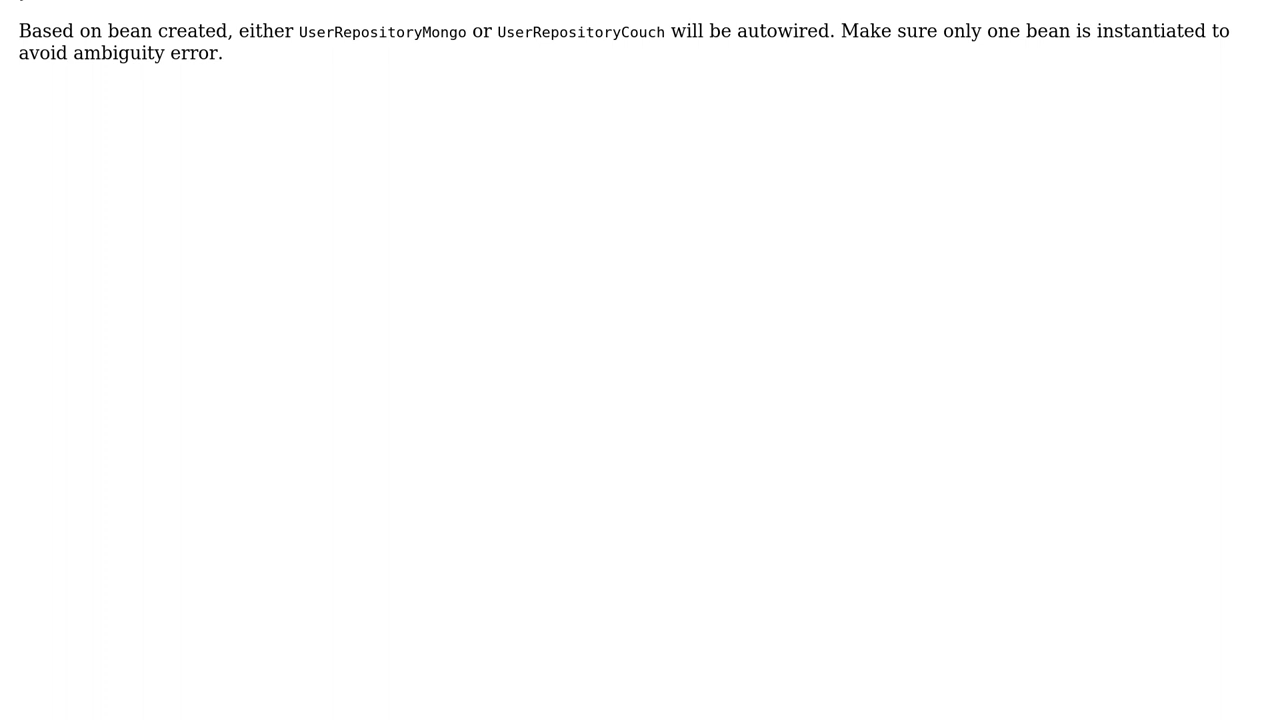 Based on bean created, either UserRepositoryMongo or UserRepositoryCouch will be autowired. Make sure only one bean is instantiated to
avoid ambiguity error.